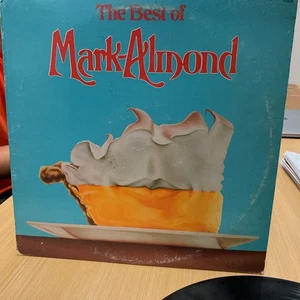 The Best of
Mark-Almond